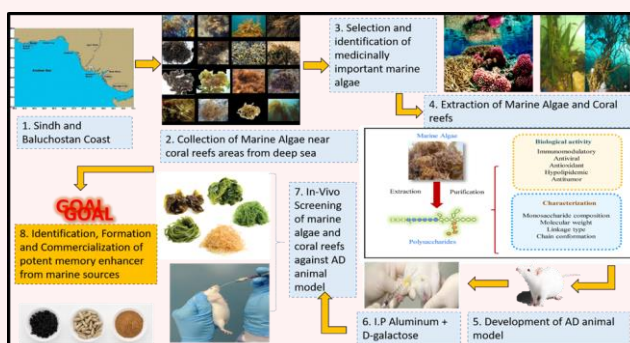 1. Sindh and
Baluchostan Coast
2. Collection of Marine Algae near
coral reefs areas from deep sea
3. Selection and
identification of
medicinally
important marine
algae
4. Extraction of Marine Algae and Coral
reefs
Marine Algae
Extraction
Purification
Polysaccharides
Biological activity
Immunomodulatory
Antiviral
Antioxidant
Hypolipidemic
Antitumor
Characterization
Monosaccharide composition
Molecular weight
Linkage type
Chain conformation
5. Development of AD animal
model
6. I.P Aluminum +
D-galactose
7. In-Vivo
Screening
of marine
algae and
coral reefs
against AD
animal
model
GOAL
GOAL
8. Identification, Formation
and Commercialization of
potent memory enhancer
from marine sources